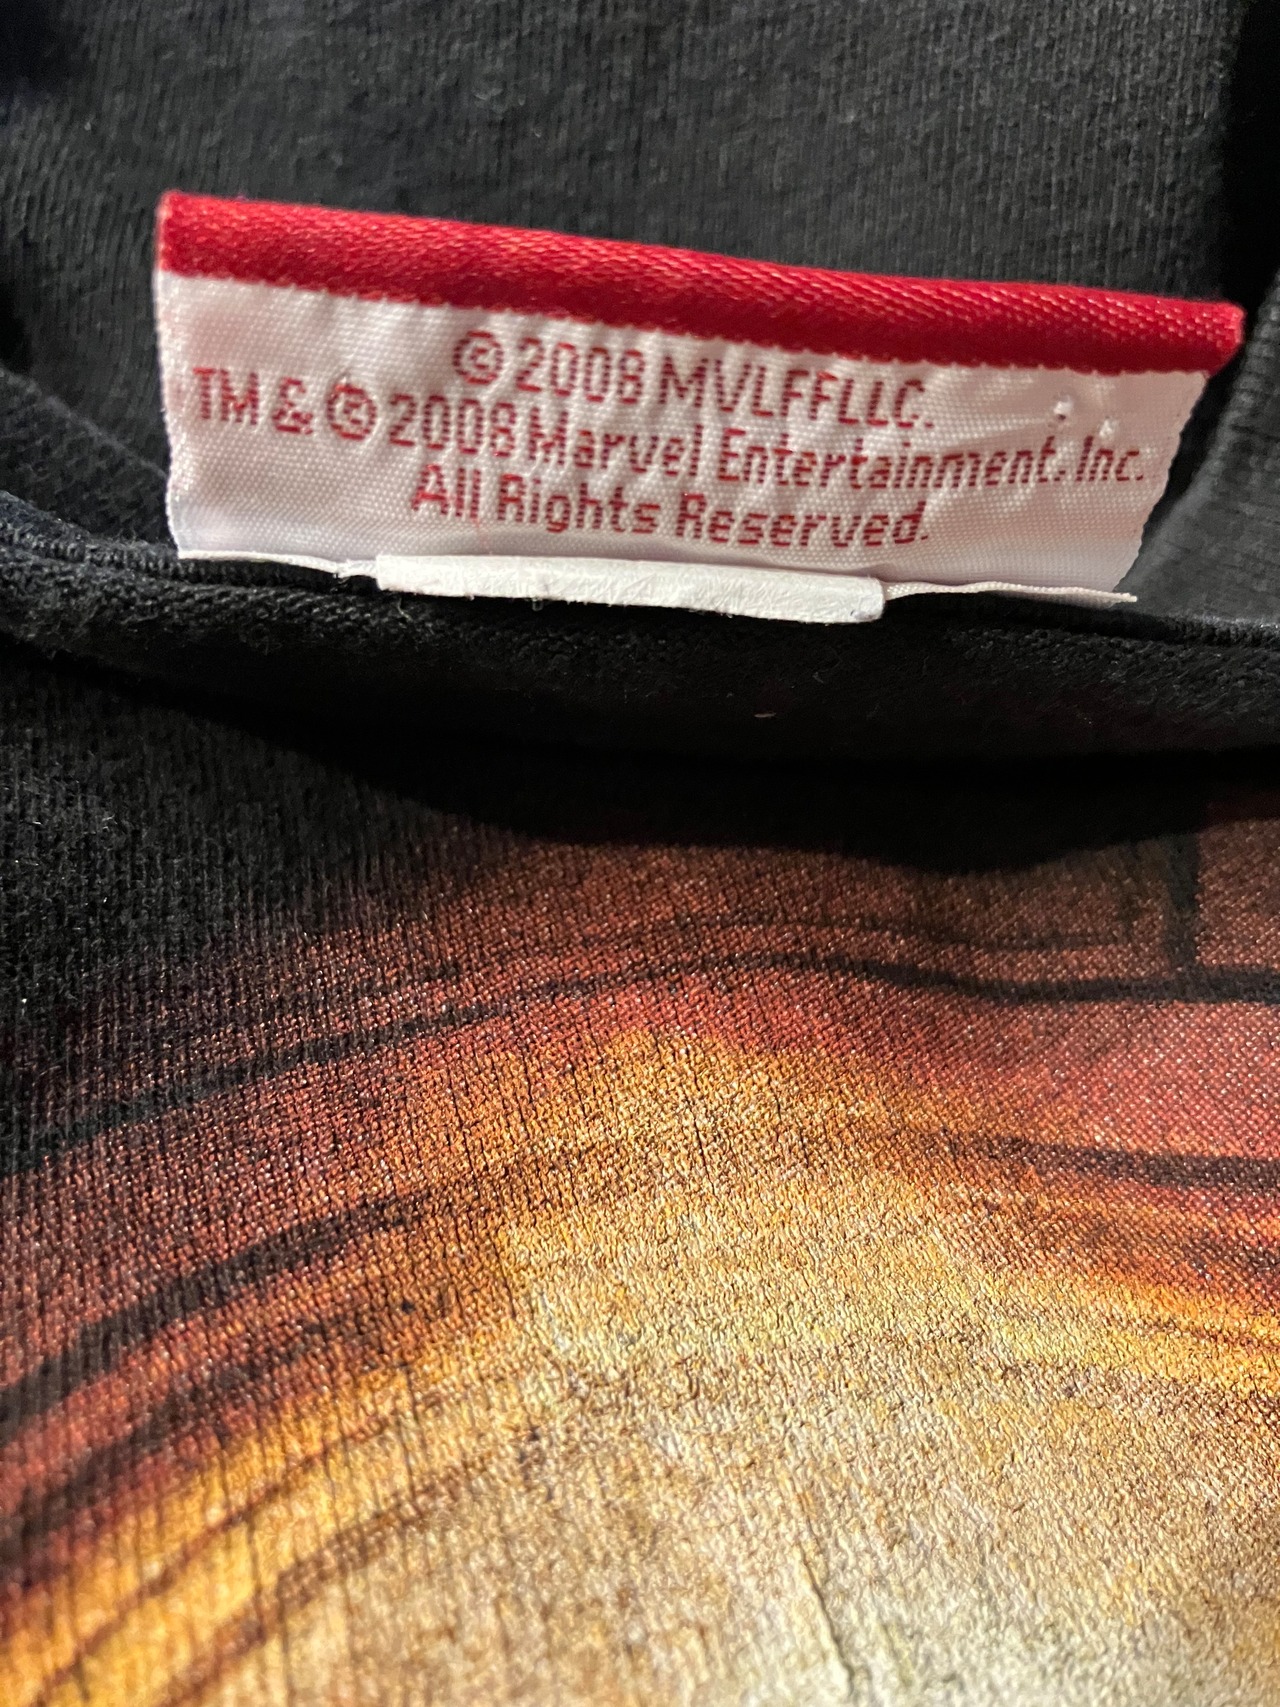 © 2008 MVLFFLLC.
TM & © 2008 Marvel Entertainment, Inc.
All Rights Reserved.